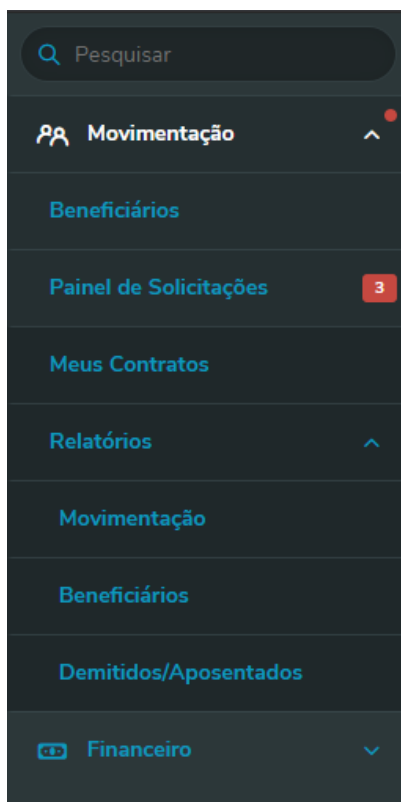 Pesquisar
Movimentação
Beneficiários
Painel de Solicitações 3
Meus Contratos
Relatórios
Movimentação
Beneficiários
Demitidos/Aposentados
Financeiro